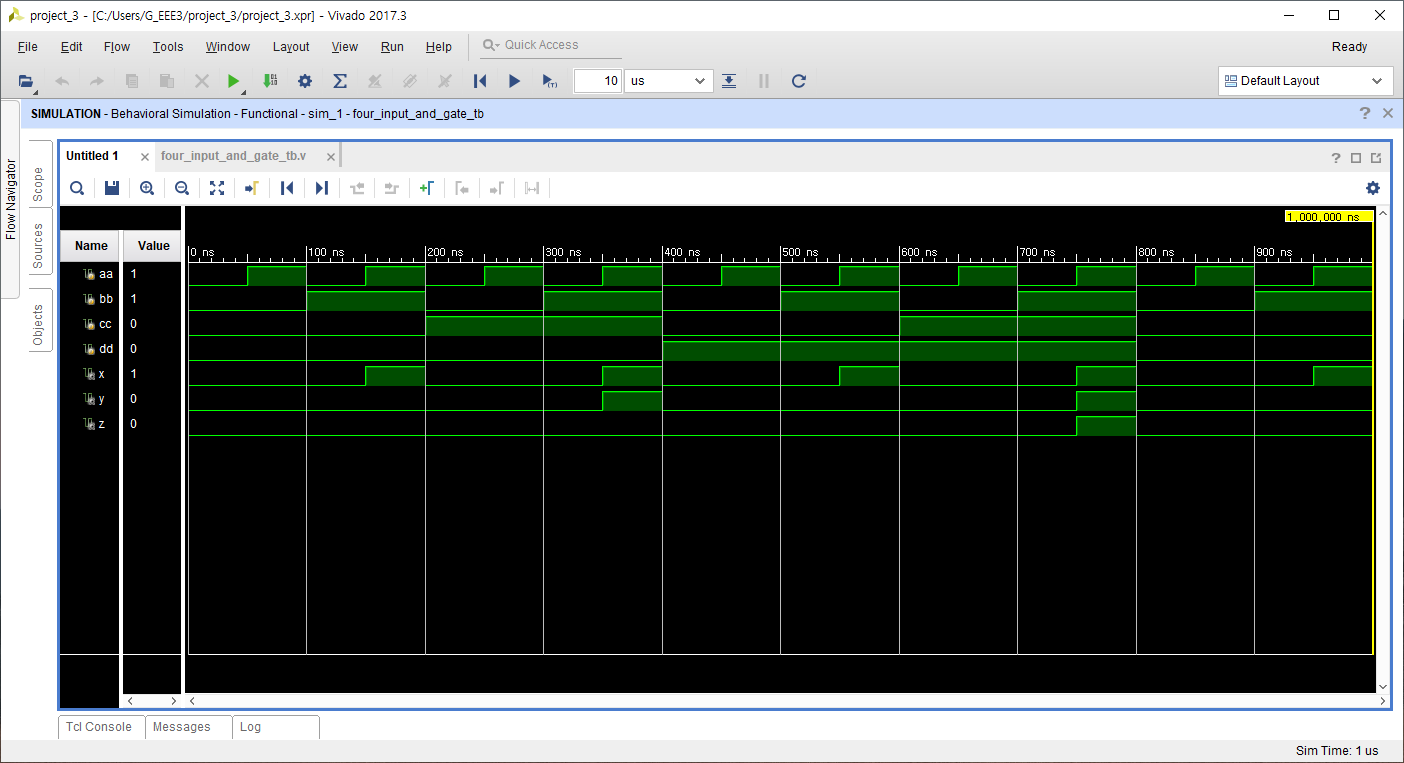 project_3 - [C:/Users/G_EEE3/project_3/project_3.xpr] - Vivado 2017.3
File Edit Flow Tools Window Layout View Run Help Quick Access Ready
10 us Default Layout
SIMULATION - Behavioral Simulation - Functional - sim_1 - four_input_and_gate_tb
Flow Navigator
Scope
Sources
Objects
Untitled 1 four_input_and_gate_tb.v
1,000,000 ns
Name Value 0 ns 100 ns 200 ns 300 ns 400 ns 500 ns 600 ns 700 ns 800 ns 900 ns
aa 1
bb 1
cc 0
dd 0
x 1
y 0
z 0
Tcl Console Messages Log
Sim Time: 1 us